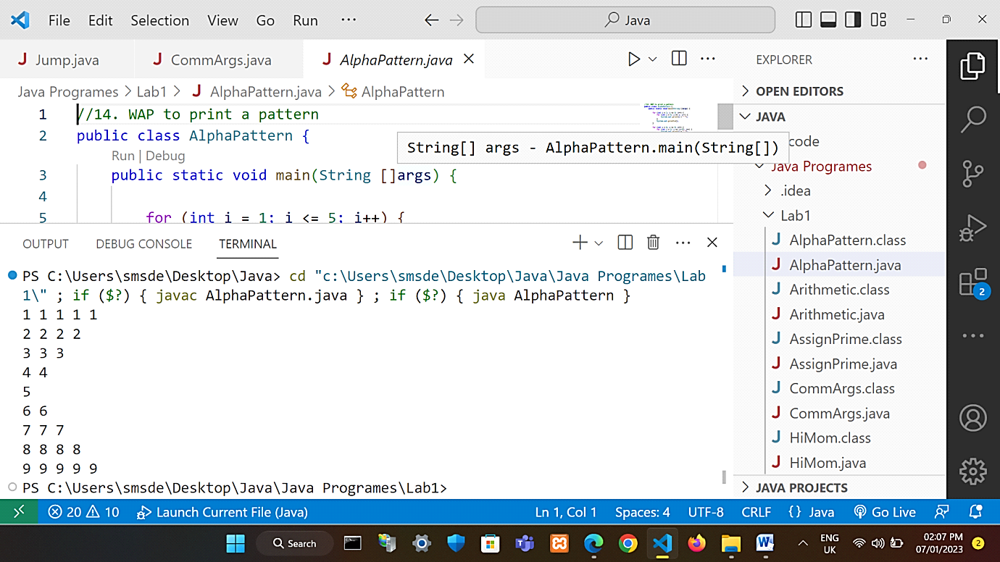 File Edit Selection View Go Run ··· Java
Jump.java CommArgs.java AlphaPattern.java
Java Programes > Lab1 > AlphaPattern.java > AlphaPattern
1 //14. WAP to print a pattern
2 public class AlphaPattern {
Run | Debug
String[] args - AlphaPattern.main(String[])
3 public static void main(String []args) {
4
5 for (int i = 1; i <= 5; i++) {
OUTPUT DEBUG CONSOLE TERMINAL
PS C:\Users\smsde\Desktop\Java> cd "c:\Users\smsde\Desktop\Java\Java Programes\Lab
1\" ; if ($?) { javac AlphaPattern.java } ; if ($?) { java AlphaPattern }
1 1 1 1 1
2 2 2 2
3 3 3
4 4
5
6 6
7 7 7
8 8 8 8
9 9 9 9 9
PS C:\Users\smsde\Desktop\Java\Java Programes\Lab1>
EXPLORER
OPEN EDITORS
JAVA
code
Java Programes
.idea
Lab1
AlphaPattern.class
AlphaPattern.java
Arithmetic.class
Arithmetic.java
AssignPrime.class
AssignPrime.java
CommArgs.class
CommArgs.java
HiMom.class
HiMom.java
JAVA PROJECTS
2
20 10 Launch Current File (Java) Ln 1, Col 1 Spaces: 4 UTF-8 CRLF {} Java Go Live
Search ENG 02:07 PM
UK 07/01/2023 2